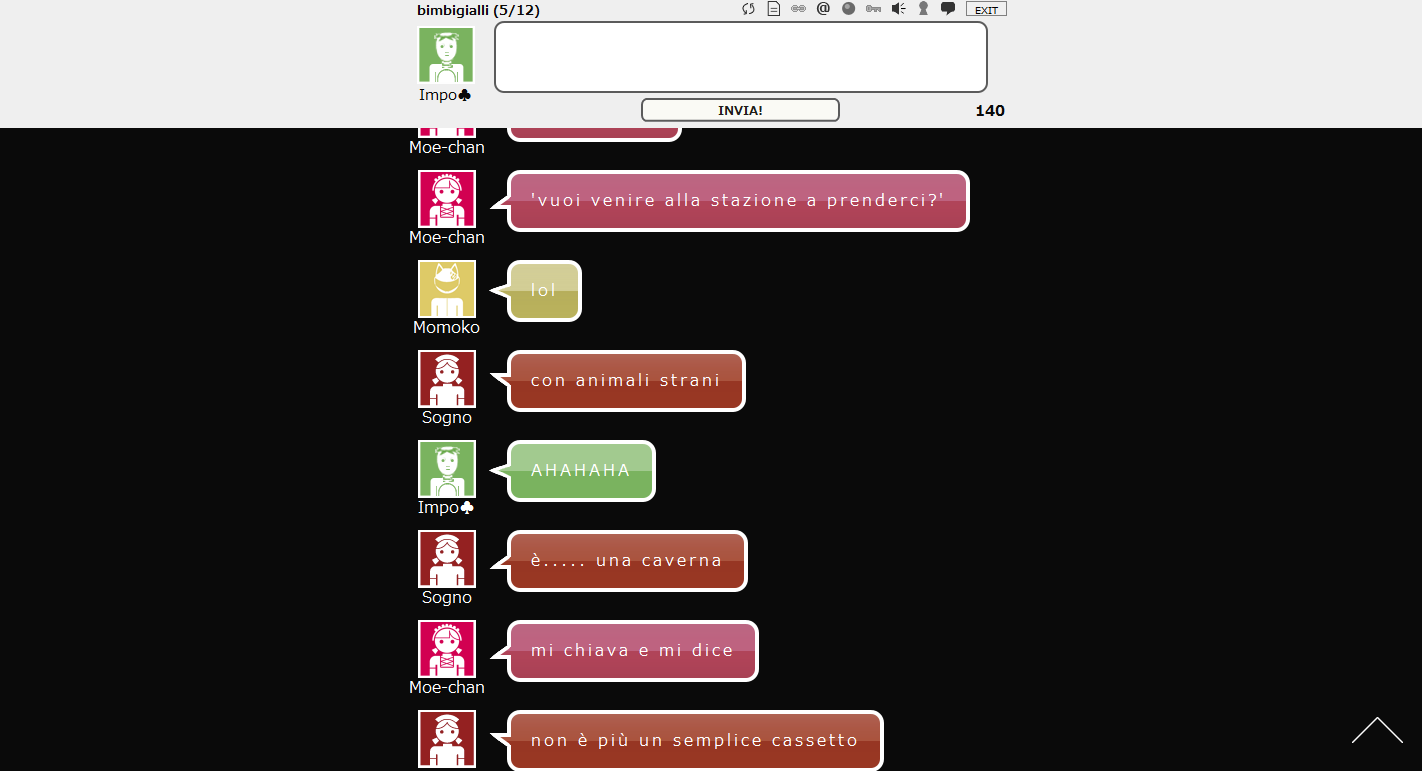 bimbigialli (5/12)
EXIT
Impo♣
INVIA!
140
Moe-chan
'vuoi venire alla stazione a prenderci?'
Moe-chan
lol
Momoko
con animali strani
Sogno
AHAHAHA
Impo♣
è..... una caverna
Sogno
mi chiava e mi dice
Moe-chan
non è più un semplice cassetto